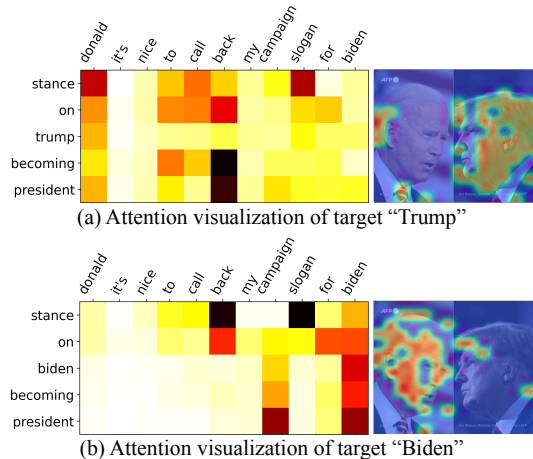 donald it's nice to call back my campaign slogan for biden
stance
on
trump
becoming
president
AFP
(a) Attention visualization of target “Trump”
donald it's nice to call back my campaign slogan for biden
stance
on
biden
becoming
president
AFP
(b) Attention visualization of target “Biden”